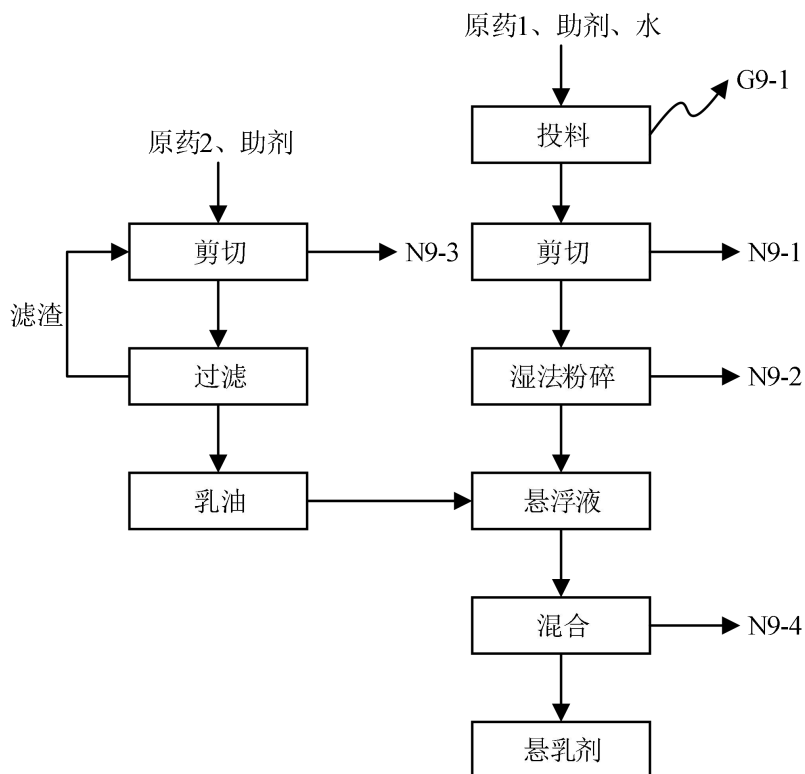 原药1、助剂、水
G9-1
投料
原药2、助剂
剪切
N9-3
剪切
N9-1
滤渣
过滤
湿法粉碎
N9-2
乳油
悬浮液
混合
N9-4
悬乳剂